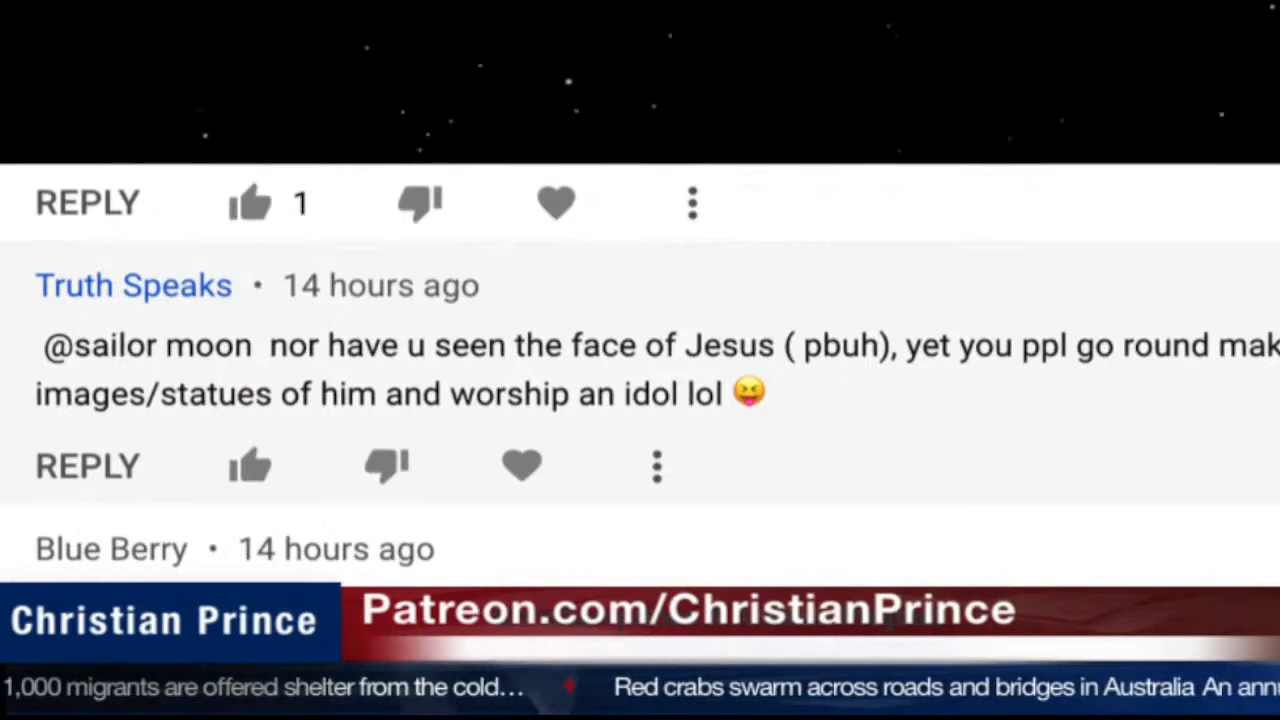 REPLY 1
Truth Speaks • 14 hours ago
@sailor moon nor have u seen the face of Jesus ( pbuh), yet you ppl go round mak
images/statues of him and worship an idol lol 😝
REPLY
Blue Berry • 14 hours ago
Christian Prince
Patreon.com/ChristianPrince
1,000 migrants are offered shelter from the cold... Red crabs swarm across roads and bridges in Australia An ann